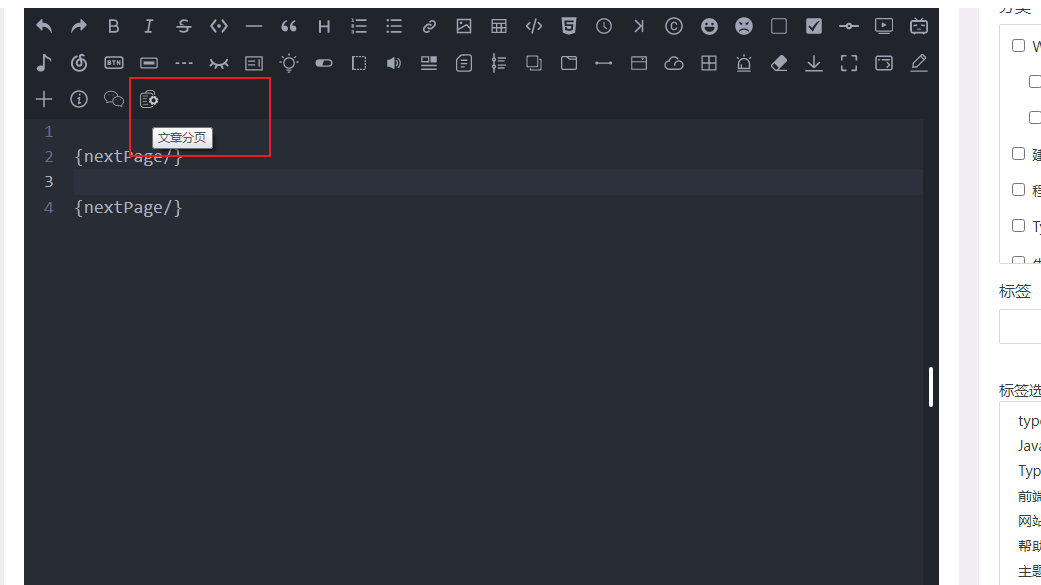 BTN
文章分页
1
2 {nextPage/}
3
4 {nextPage/}
分类
W
建
程
Ty
标签
标签选
type
Java
Typ
前端
网站
帮助
主题